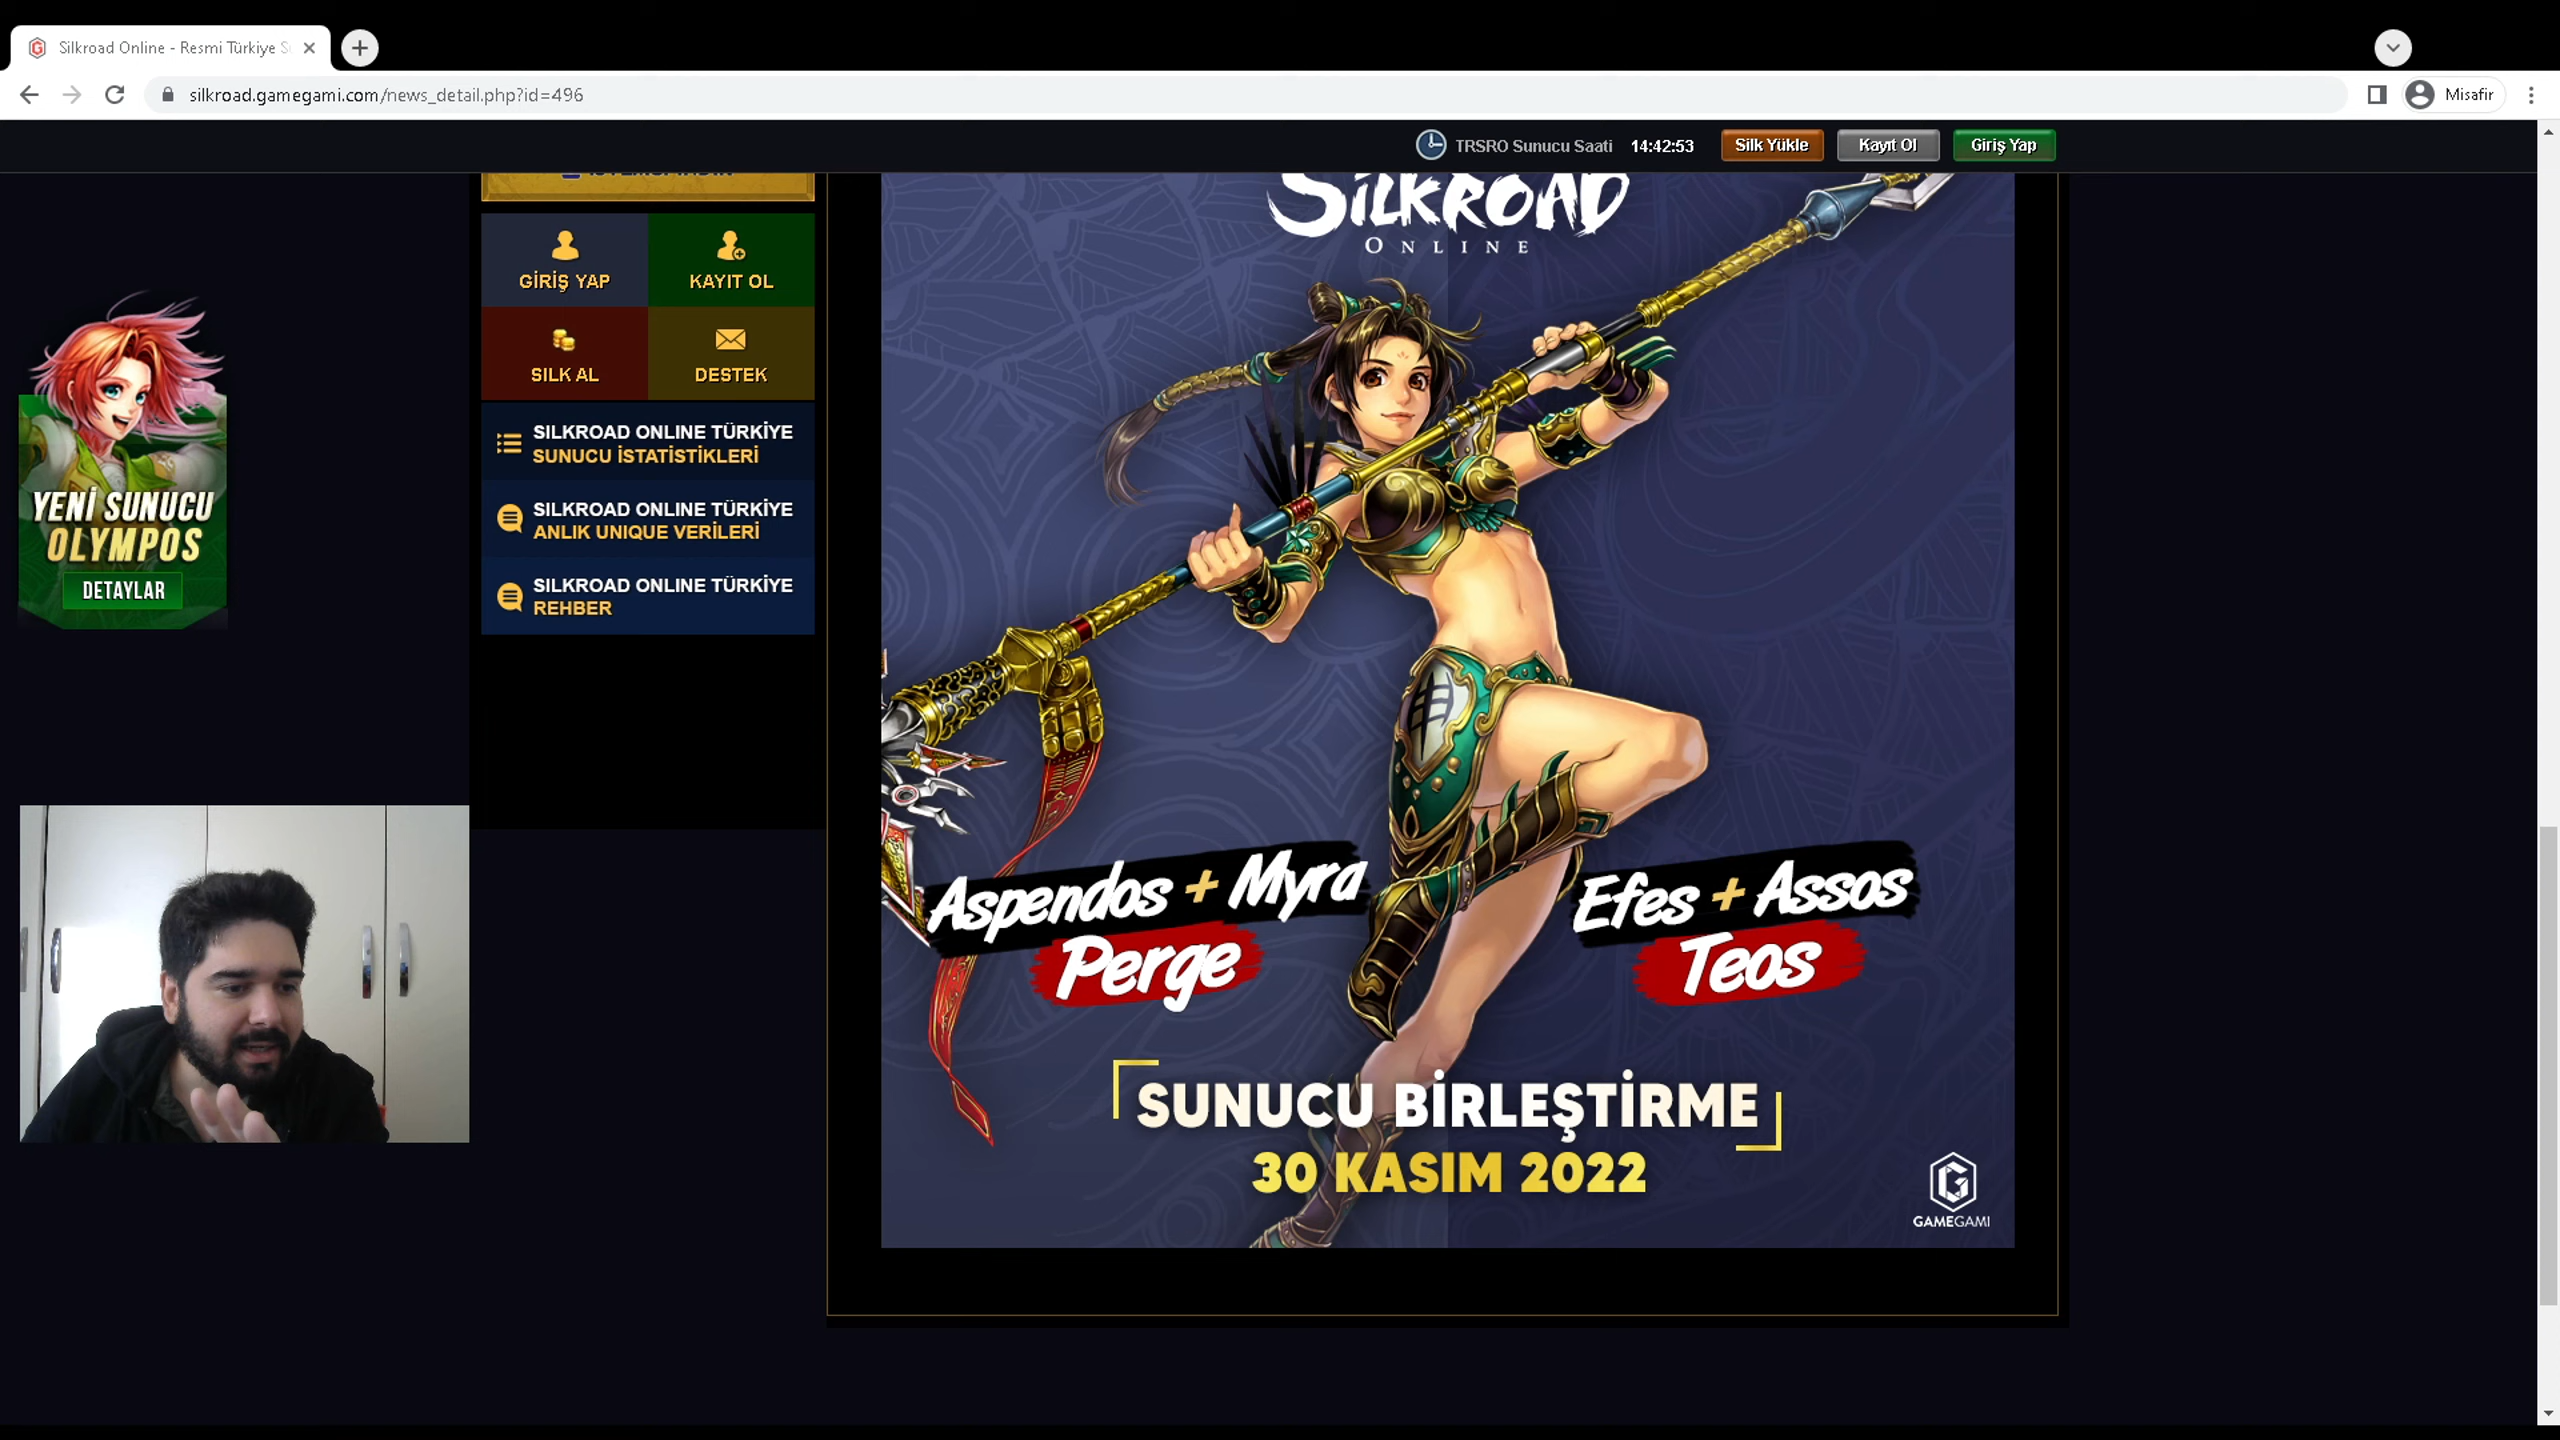 Silkroad Online - Resmi Türkiye S
silkroad.gamegami.com/news_detail.php?id=496
Misafir
TRSRO Sunucu Saati 14:42:53
Silk Yükle
Kayıt Ol
Giriş Yap
GİRİŞ YAP
KAYIT OL
SILK AL
DESTEK
SILKROAD ONLINE TÜRKİYE
SUNUCU İSTATİSTİKLERİ
SILKROAD ONLINE TÜRKİYE
ANLIK UNIQUE VERİLERİ
SILKROAD ONLINE TÜRKİYE
REHBER
YENİ SUNUCU
OLYMPOS
DETAYLAR
SILKROAD
ONLINE
Aspendos + Myra
Perge
Efes + Assos
Teos
SUNUCU BİRLEŞTİRME
30 KASIM 2022
GAMEGAMI